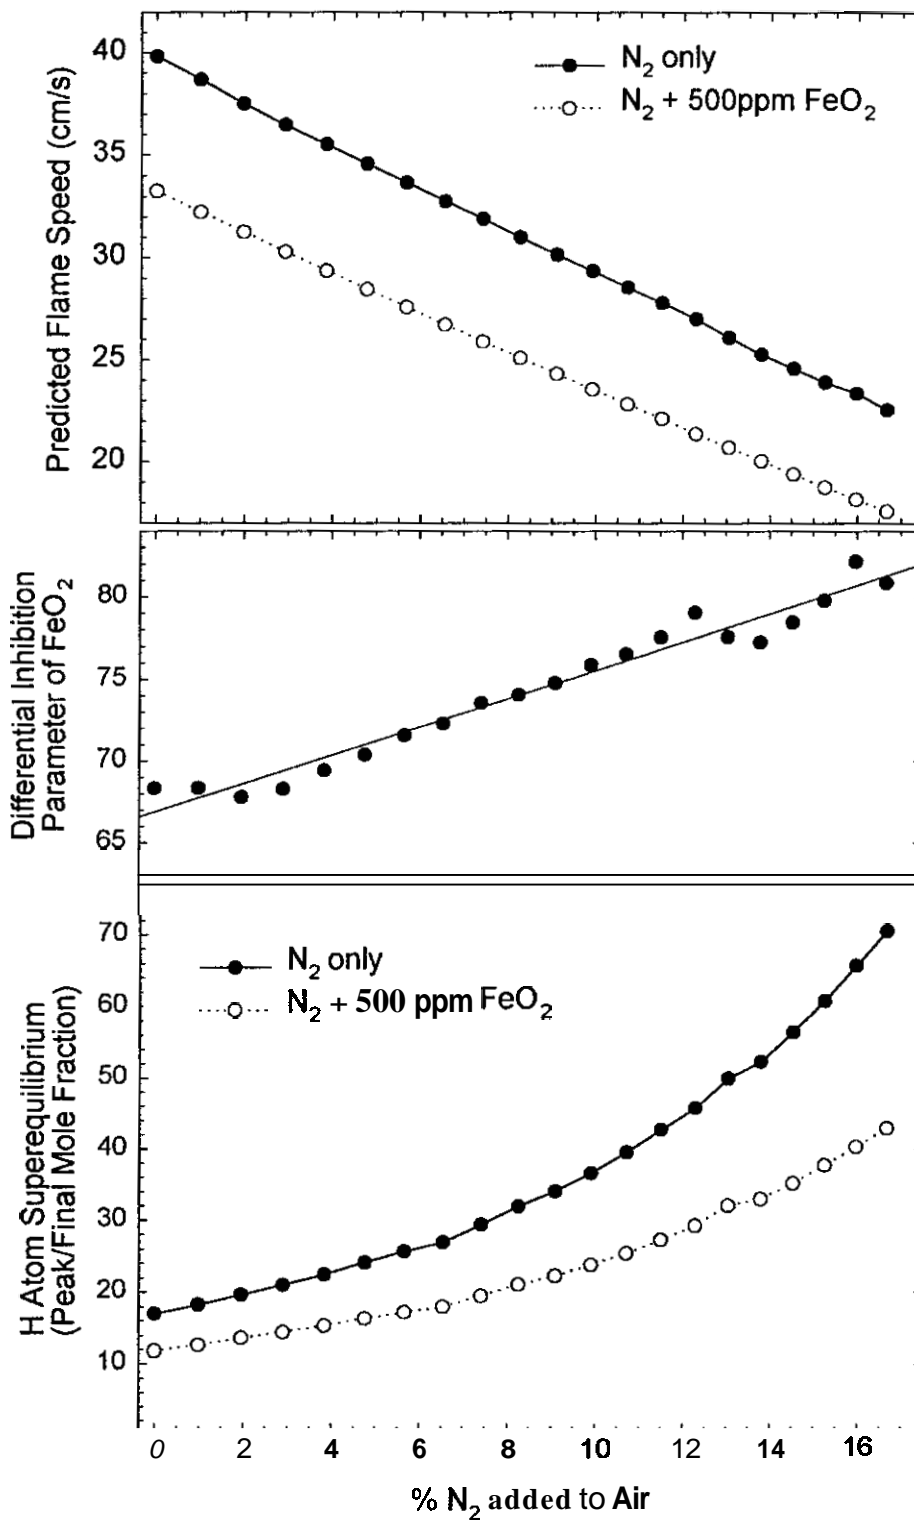 Predicted Flame Speed (cm/s)
40
35
30
25
20
N2 only
N2 + 500ppm FeO2
Differential Inhibition
Parameter of FeO2
80
75
70
65
H Atom Superequilibrium
(Peak/Final Mole Fraction)
70
60
50
40
30
20
10
N2 only
N2 + 500 ppm FeO2
0 2 4 6 8 10 12 14 16
% N2 added to Air